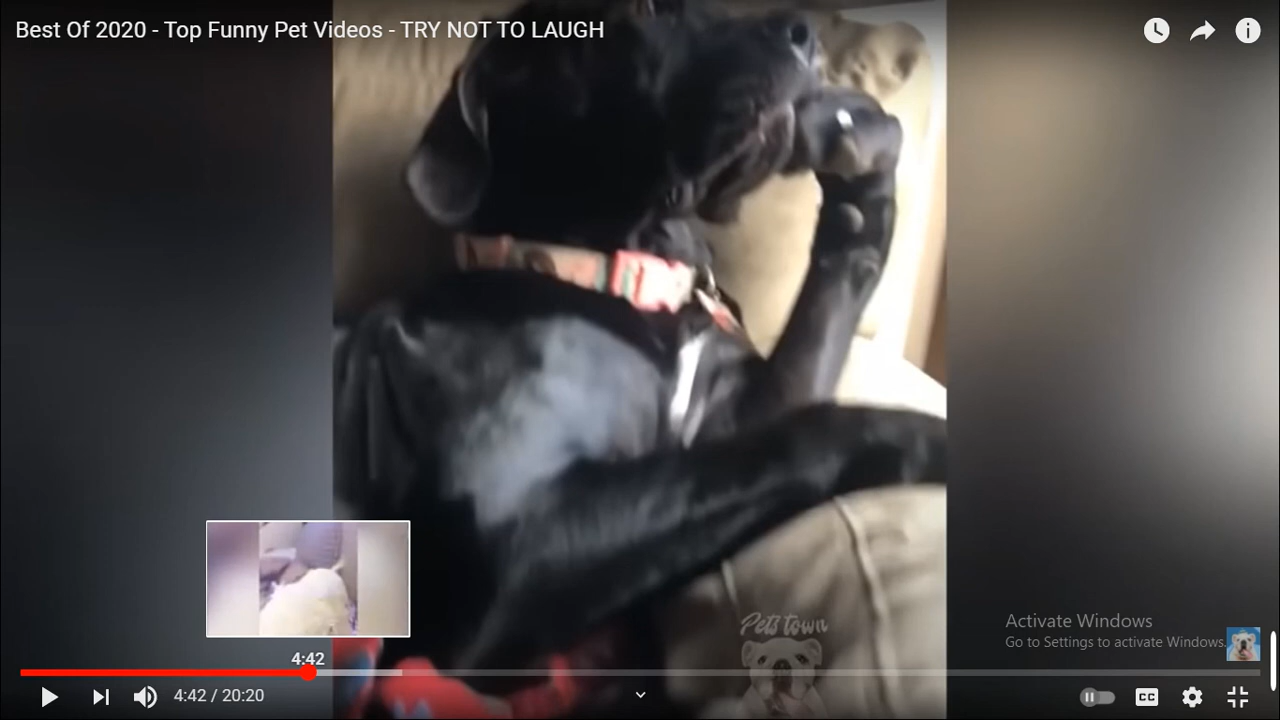 Best Of 2020 - Top Funny Pet Videos - TRY NOT TO LAUGH
Pets town
Activate Windows
Go to Settings to activate Windows.
4:42
4:42 / 20:20
CC